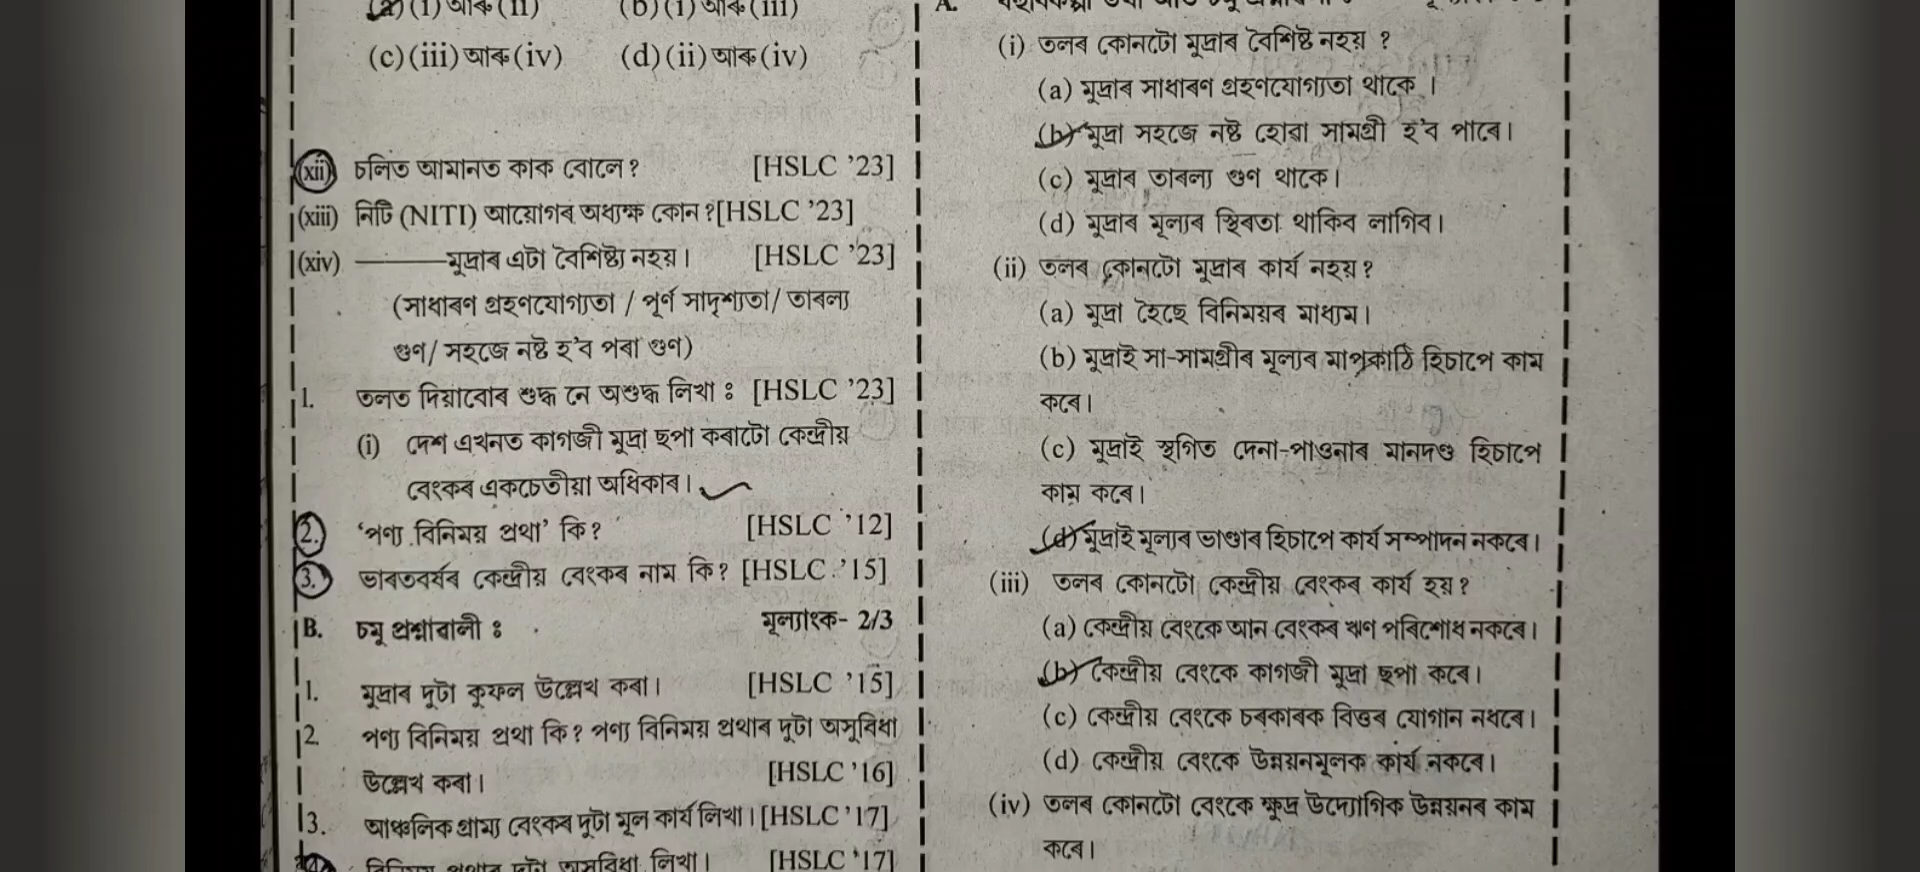 (a) (i) আৰু (ii) (b) (i) আৰু (iii)
(c) (iii) আৰু (iv) (d) (ii) আৰু (iv)
(xii) চলিত আমানত কাক বোলে? [HSLC ’23]
(xiii) নিটি (NITI) আয়োগৰ অধ্যক্ষ কোন? [HSLC ’23]
(xiv) ———— মুদ্ৰাৰ এটা বৈশিষ্ট্য নহয়। [HSLC ’23]
(সাধাৰণ গ্ৰহণযোগ্যতা / পূৰ্ণ সাদৃশ্যতা/ তাৰল্য
গুণ/ সহজে নষ্ট হ’ব পৰা গুণ)
1. তলত দিয়াবোৰ শুদ্ধ নে অশুদ্ধ লিখা ঃ [HSLC ’23]
(i) দেশ এখনত কাগজী মুদ্ৰা ছপা কৰাটো কেন্দ্ৰীয়
বেংকৰ একচেতীয়া অধিকাৰ।
2. ‘পণ্য বিনিময় প্ৰথা’ কি? [HSLC ’12]
3. ভাৰতবৰ্ষৰ কেন্দ্ৰীয় বেংকৰ নাম কি? [HSLC ’15]
B. চমু প্ৰশ্নাৱালী ঃ মূল্যাংক- 2/3
1. মুদ্ৰাৰ দুটা কুফল উল্লেখ কৰা। [HSLC ’15]
2. পণ্য বিনিময় প্ৰথা কি? পণ্য বিনিময় প্ৰথাৰ দুটা অসুবিধা
উল্লেখ কৰা। [HSLC ’16]
3. আঞ্চলিক গ্ৰাম্য বেংকৰ দুটা মূল কাৰ্য লিখা। [HSLC ’17]
বিনিময় প্ৰথাৰ দুটা অসুবিধা লিখা। [HSLC ’17]
A.
(i) তলৰ কোনটো মুদ্ৰাৰ বৈশিষ্ট নহয় ?
(a) মুদ্ৰাৰ সাধাৰণ গ্ৰহণযোগ্যতা থাকে ।
(b) মুদ্ৰা সহজে নষ্ট হোৱা সামগ্ৰী হ’ব পাৰে।
(c) মুদ্ৰাৰ তাৰল্য গুণ থাকে।
(d) মুদ্ৰাৰ মূল্যৰ স্থিৰতা থাকিব লাগিব।
(ii) তলৰ কোনটো মুদ্ৰাৰ কাৰ্য নহয়?
(a) মুদ্ৰা হৈছে বিনিময়ৰ মাধ্যম।
(b) মুদ্ৰাই সা-সামগ্ৰীৰ মূল্যৰ মাপকাঠি হিচাপে কাম
কৰে।
(c) মুদ্ৰাই স্থগিত দেনা-পাওনাৰ মানদণ্ড হিচাপে
কাম কৰে।
(d) মুদ্ৰাই মূল্যৰ ভাণ্ডাৰ হিচাপে কাৰ্য সম্পাদন নকৰে।
(iii) তলৰ কোনটো কেন্দ্ৰীয় বেংকৰ কাৰ্য হয়?
(a) কেন্দ্ৰীয় বেংকে আন বেংকৰ ঋণ পৰিশোধ নকৰে।
(b) কেন্দ্ৰীয় বেংকে কাগজী মুদ্ৰা ছপা কৰে।
(c) কেন্দ্ৰীয় বেংকে চৰকাৰক বিত্তৰ যোগান নধৰে।
(d) কেন্দ্ৰীয় বেংকে উন্নয়নমূলক কাৰ্য নকৰে।
(iv) তলৰ কোনটো বেংকে ক্ষুদ্ৰ উদ্যোগিক উন্নয়নৰ কাম
কৰে।